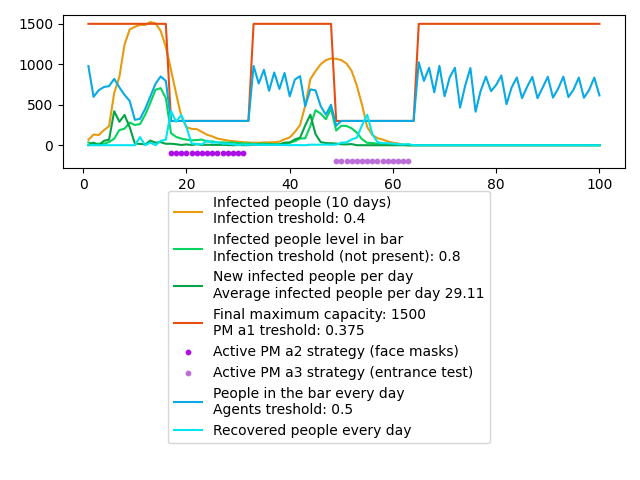 1500
1000
500
0
0 20 40 60 80 100
Infected people (10 days)
Infection treshold: 0.4
Infected people level in bar
Infection treshold (not present): 0.8
New infected people per day
Average infected people per day 29.11
Final maximum capacity: 1500
PM a1 treshold: 0.375
Active PM a2 strategy (face masks)
Active PM a3 strategy (entrance test)
People in the bar every day
Agents treshold: 0.5
Recovered people every day